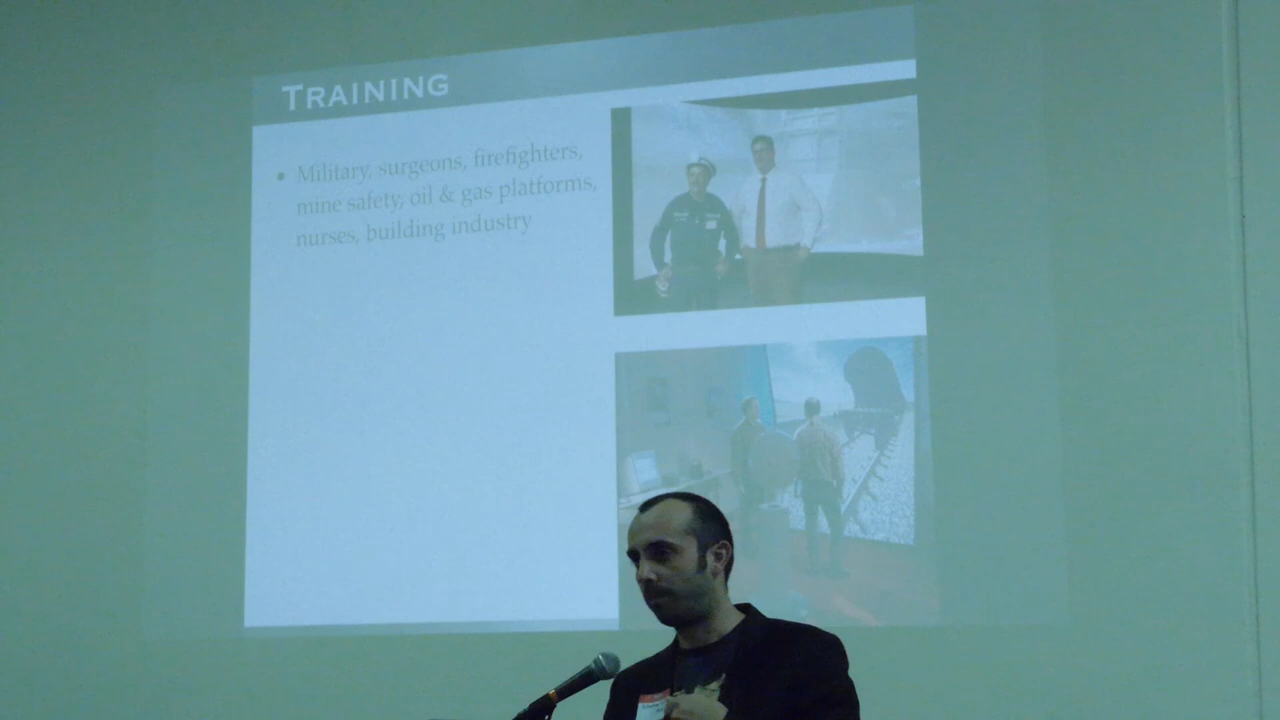 TRAINING
• Military, surgeons, firefighters,
mine safety, oil & gas platforms,
nurses, building industry